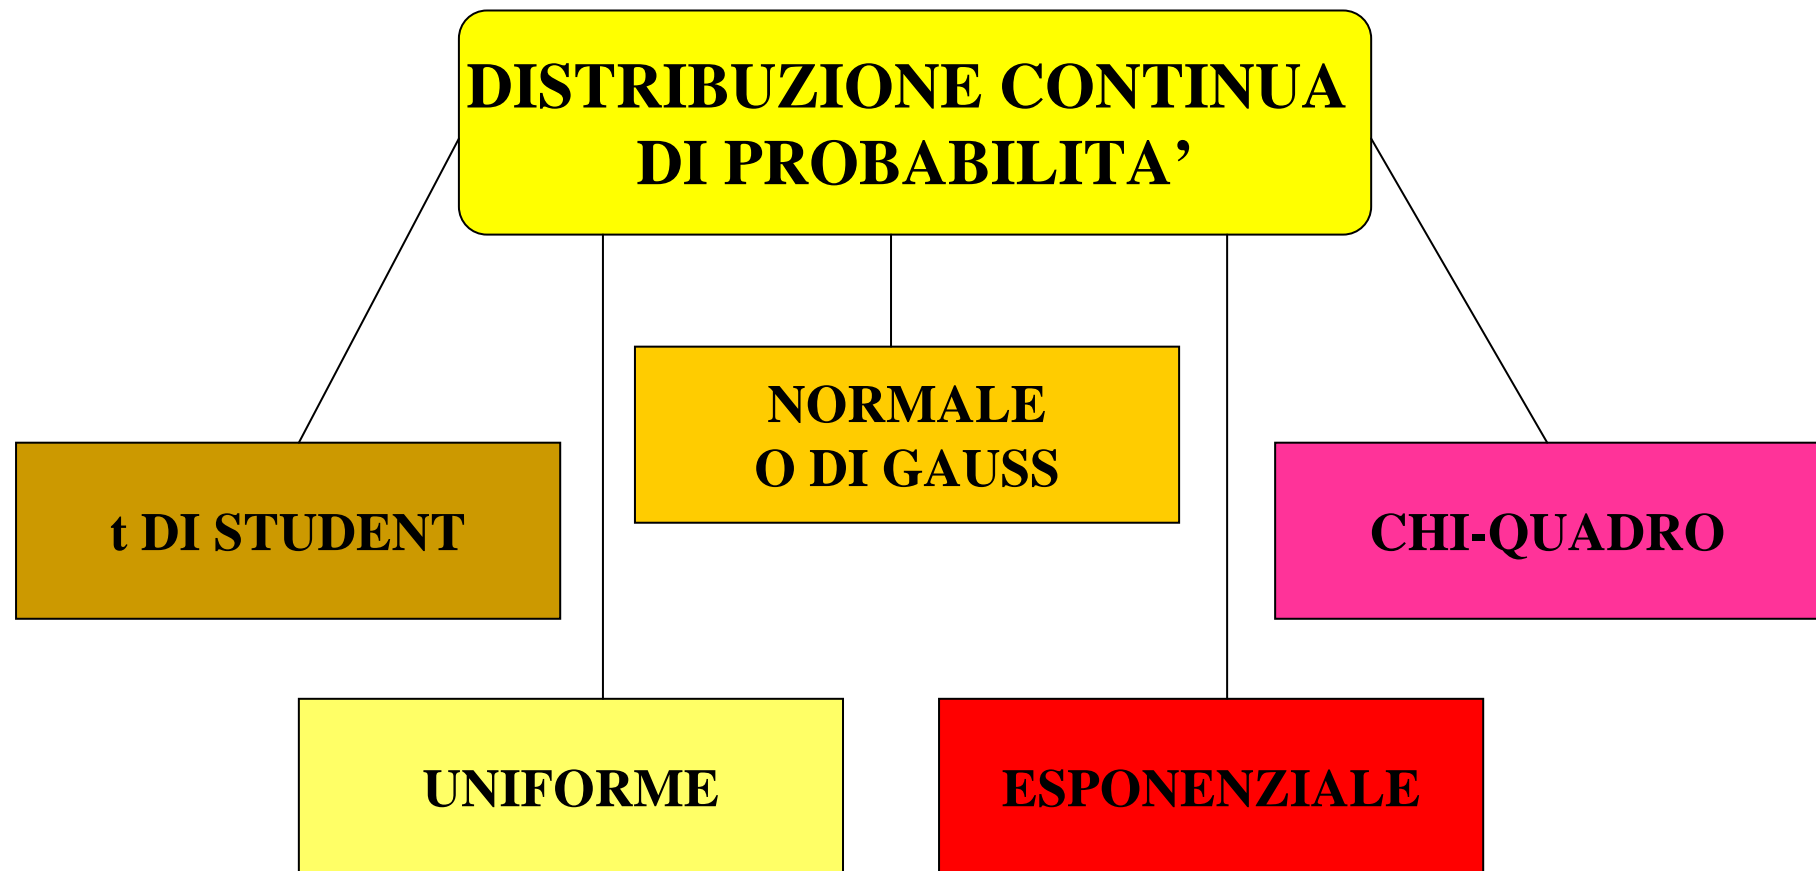 DISTRIBUZIONE CONTINUA
DI PROBABILITA’
NORMALE
O DI GAUSS
t DI STUDENT
CHI-QUADRO
UNIFORME
ESPONENZIALE